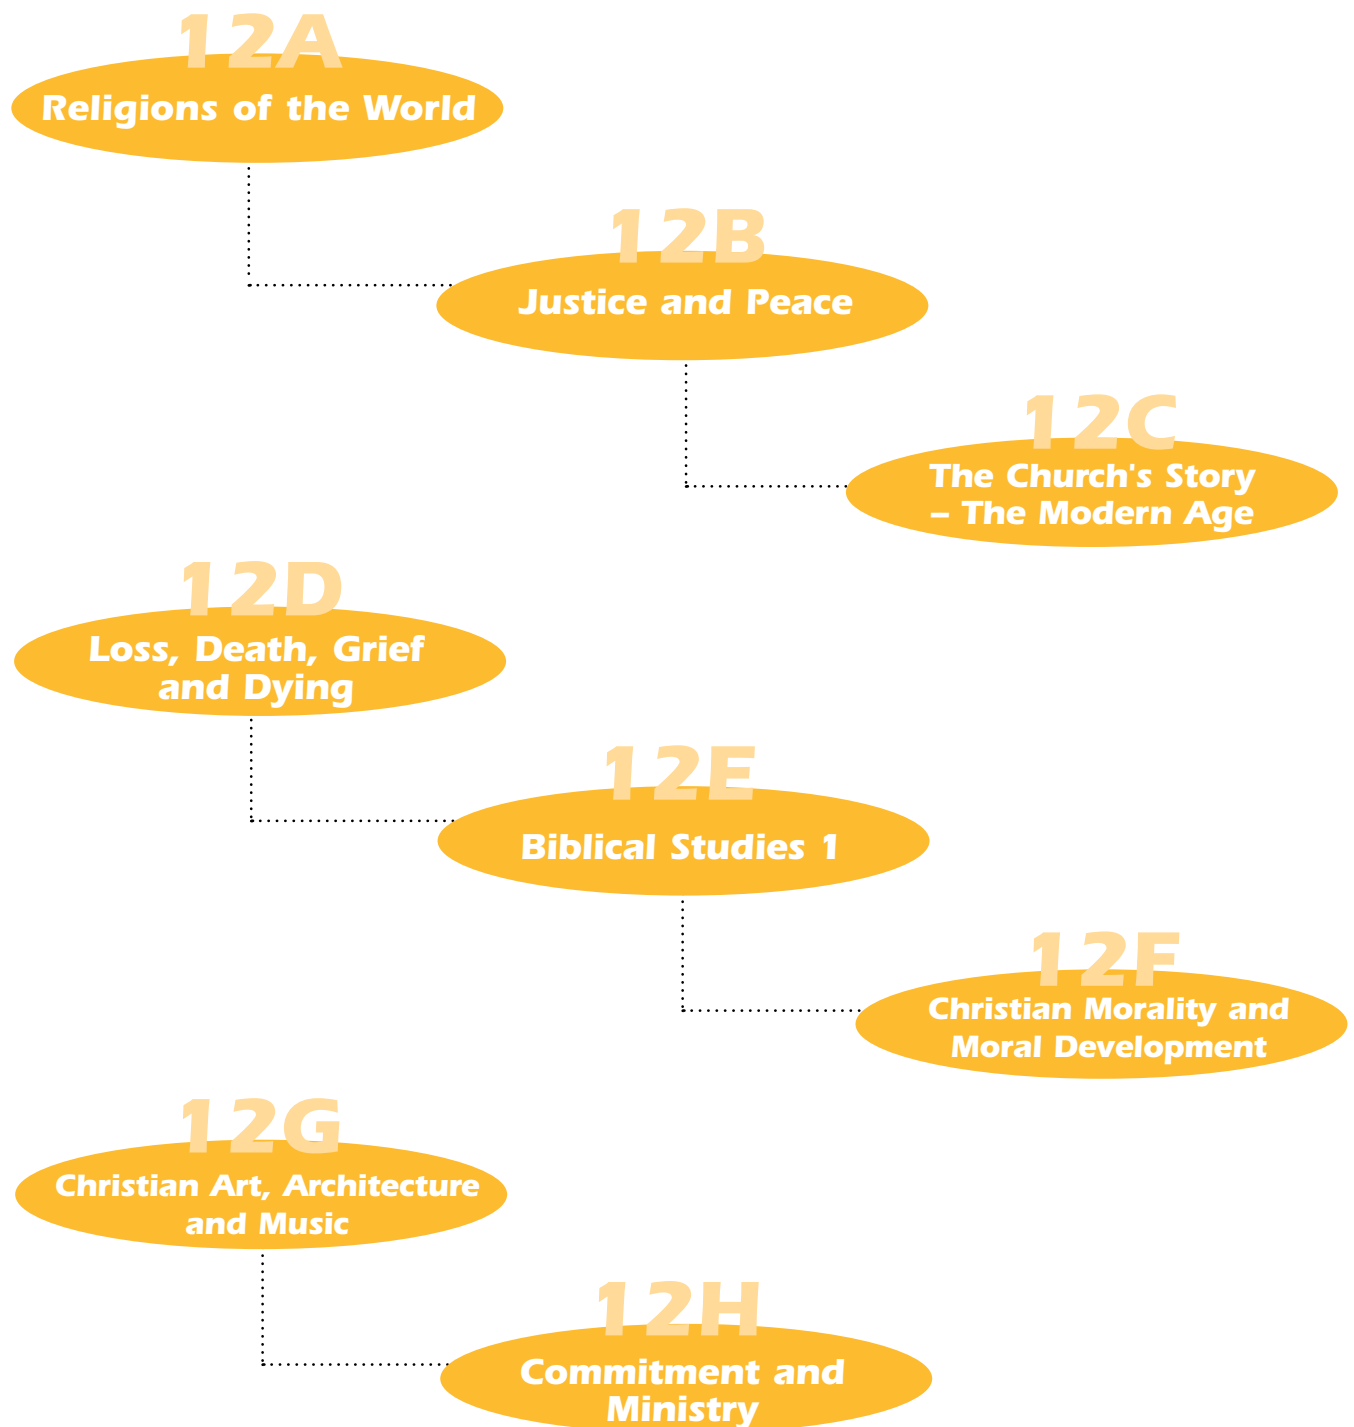 12A
Religions of the World
12B
Justice and Peace
12C
The Church's Story
– The Modern Age
12D
Loss, Death, Grief
and Dying
12E
Biblical Studies 1
12F
Christian Morality and
Moral Development
12G
Christian Art, Architecture
and Music
12H
Commitment and
Ministry